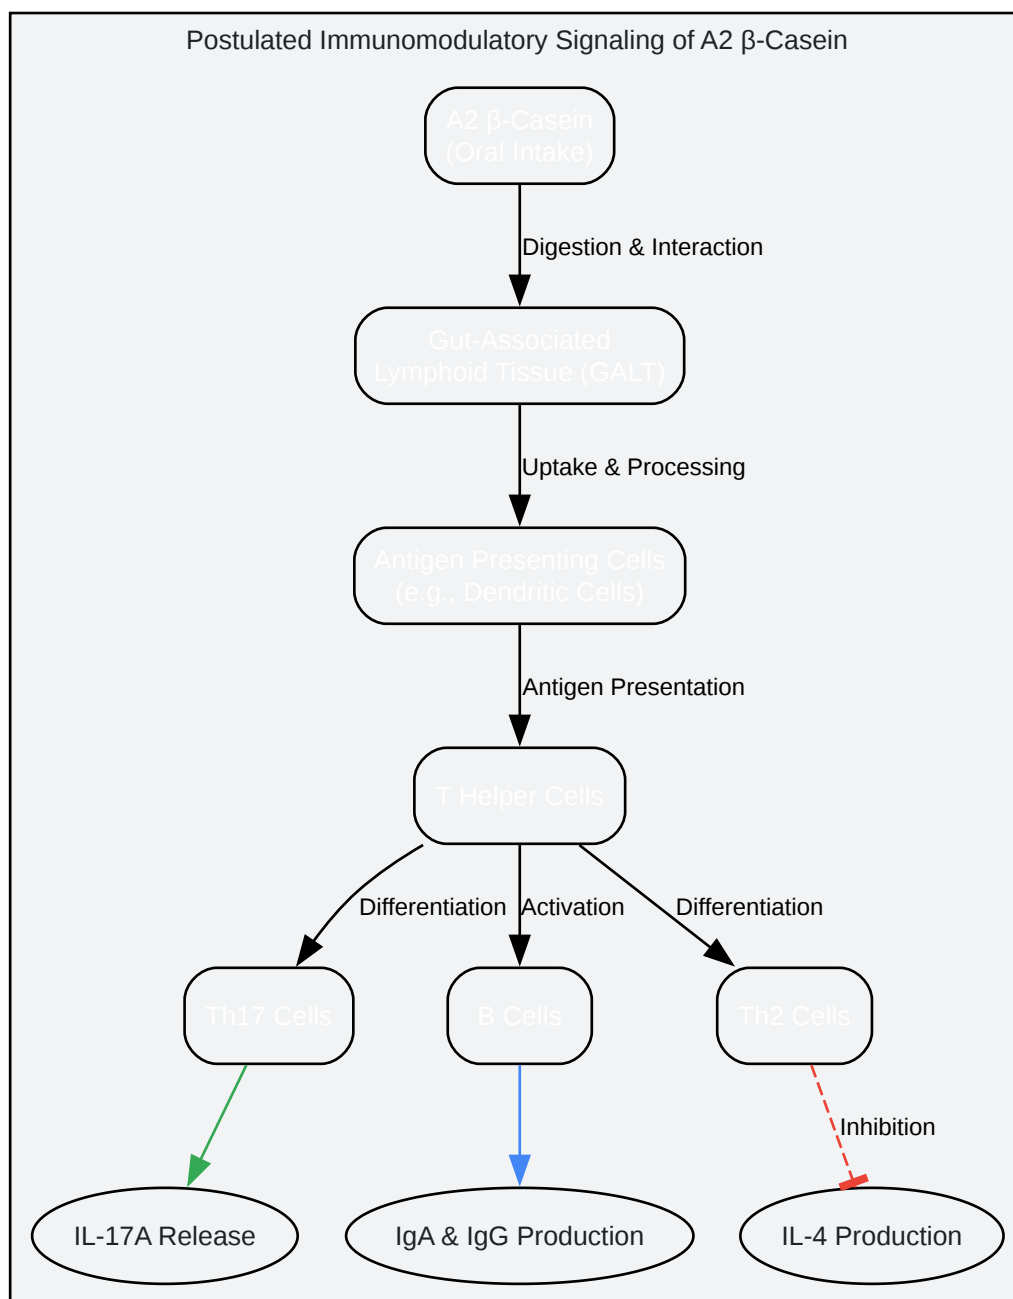 Postulated Immunomodulatory Signaling of A2 β-Casein
A2 β-Casein
(Oral Intake)
Digestion & Interaction
Gut-Associated
Lymphoid Tissue (GALT)
Uptake & Processing
Antigen Presenting Cells
(e.g., Dendritic Cells)
Antigen Presentation
T Helper Cells
Differentiation
Activation
Differentiation
Th17 Cells
B Cells
Th2 Cells
Inhibition
IL-17A Release
IgA & IgG Production
IL-4 Production